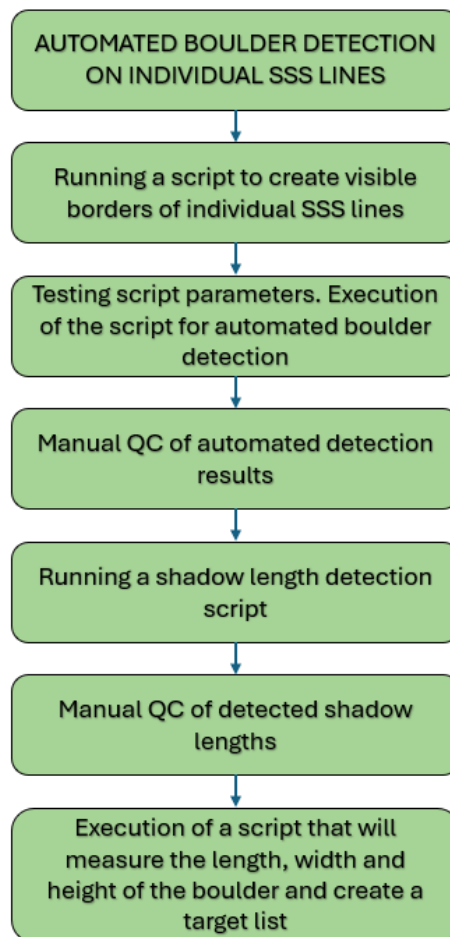 AUTOMATED BOULDER DETECTION
ON INDIVIDUAL SSS LINES
Running a script to create visible
borders of individual SSS lines
Testing script parameters. Execution
of the script for automated boulder
detection
Manual QC of automated detection
results
Running a shadow length detection
script
Manual QC of detected shadow
lengths
Execution of a script that will
measure the length, width and
height of the boulder and create a
target list